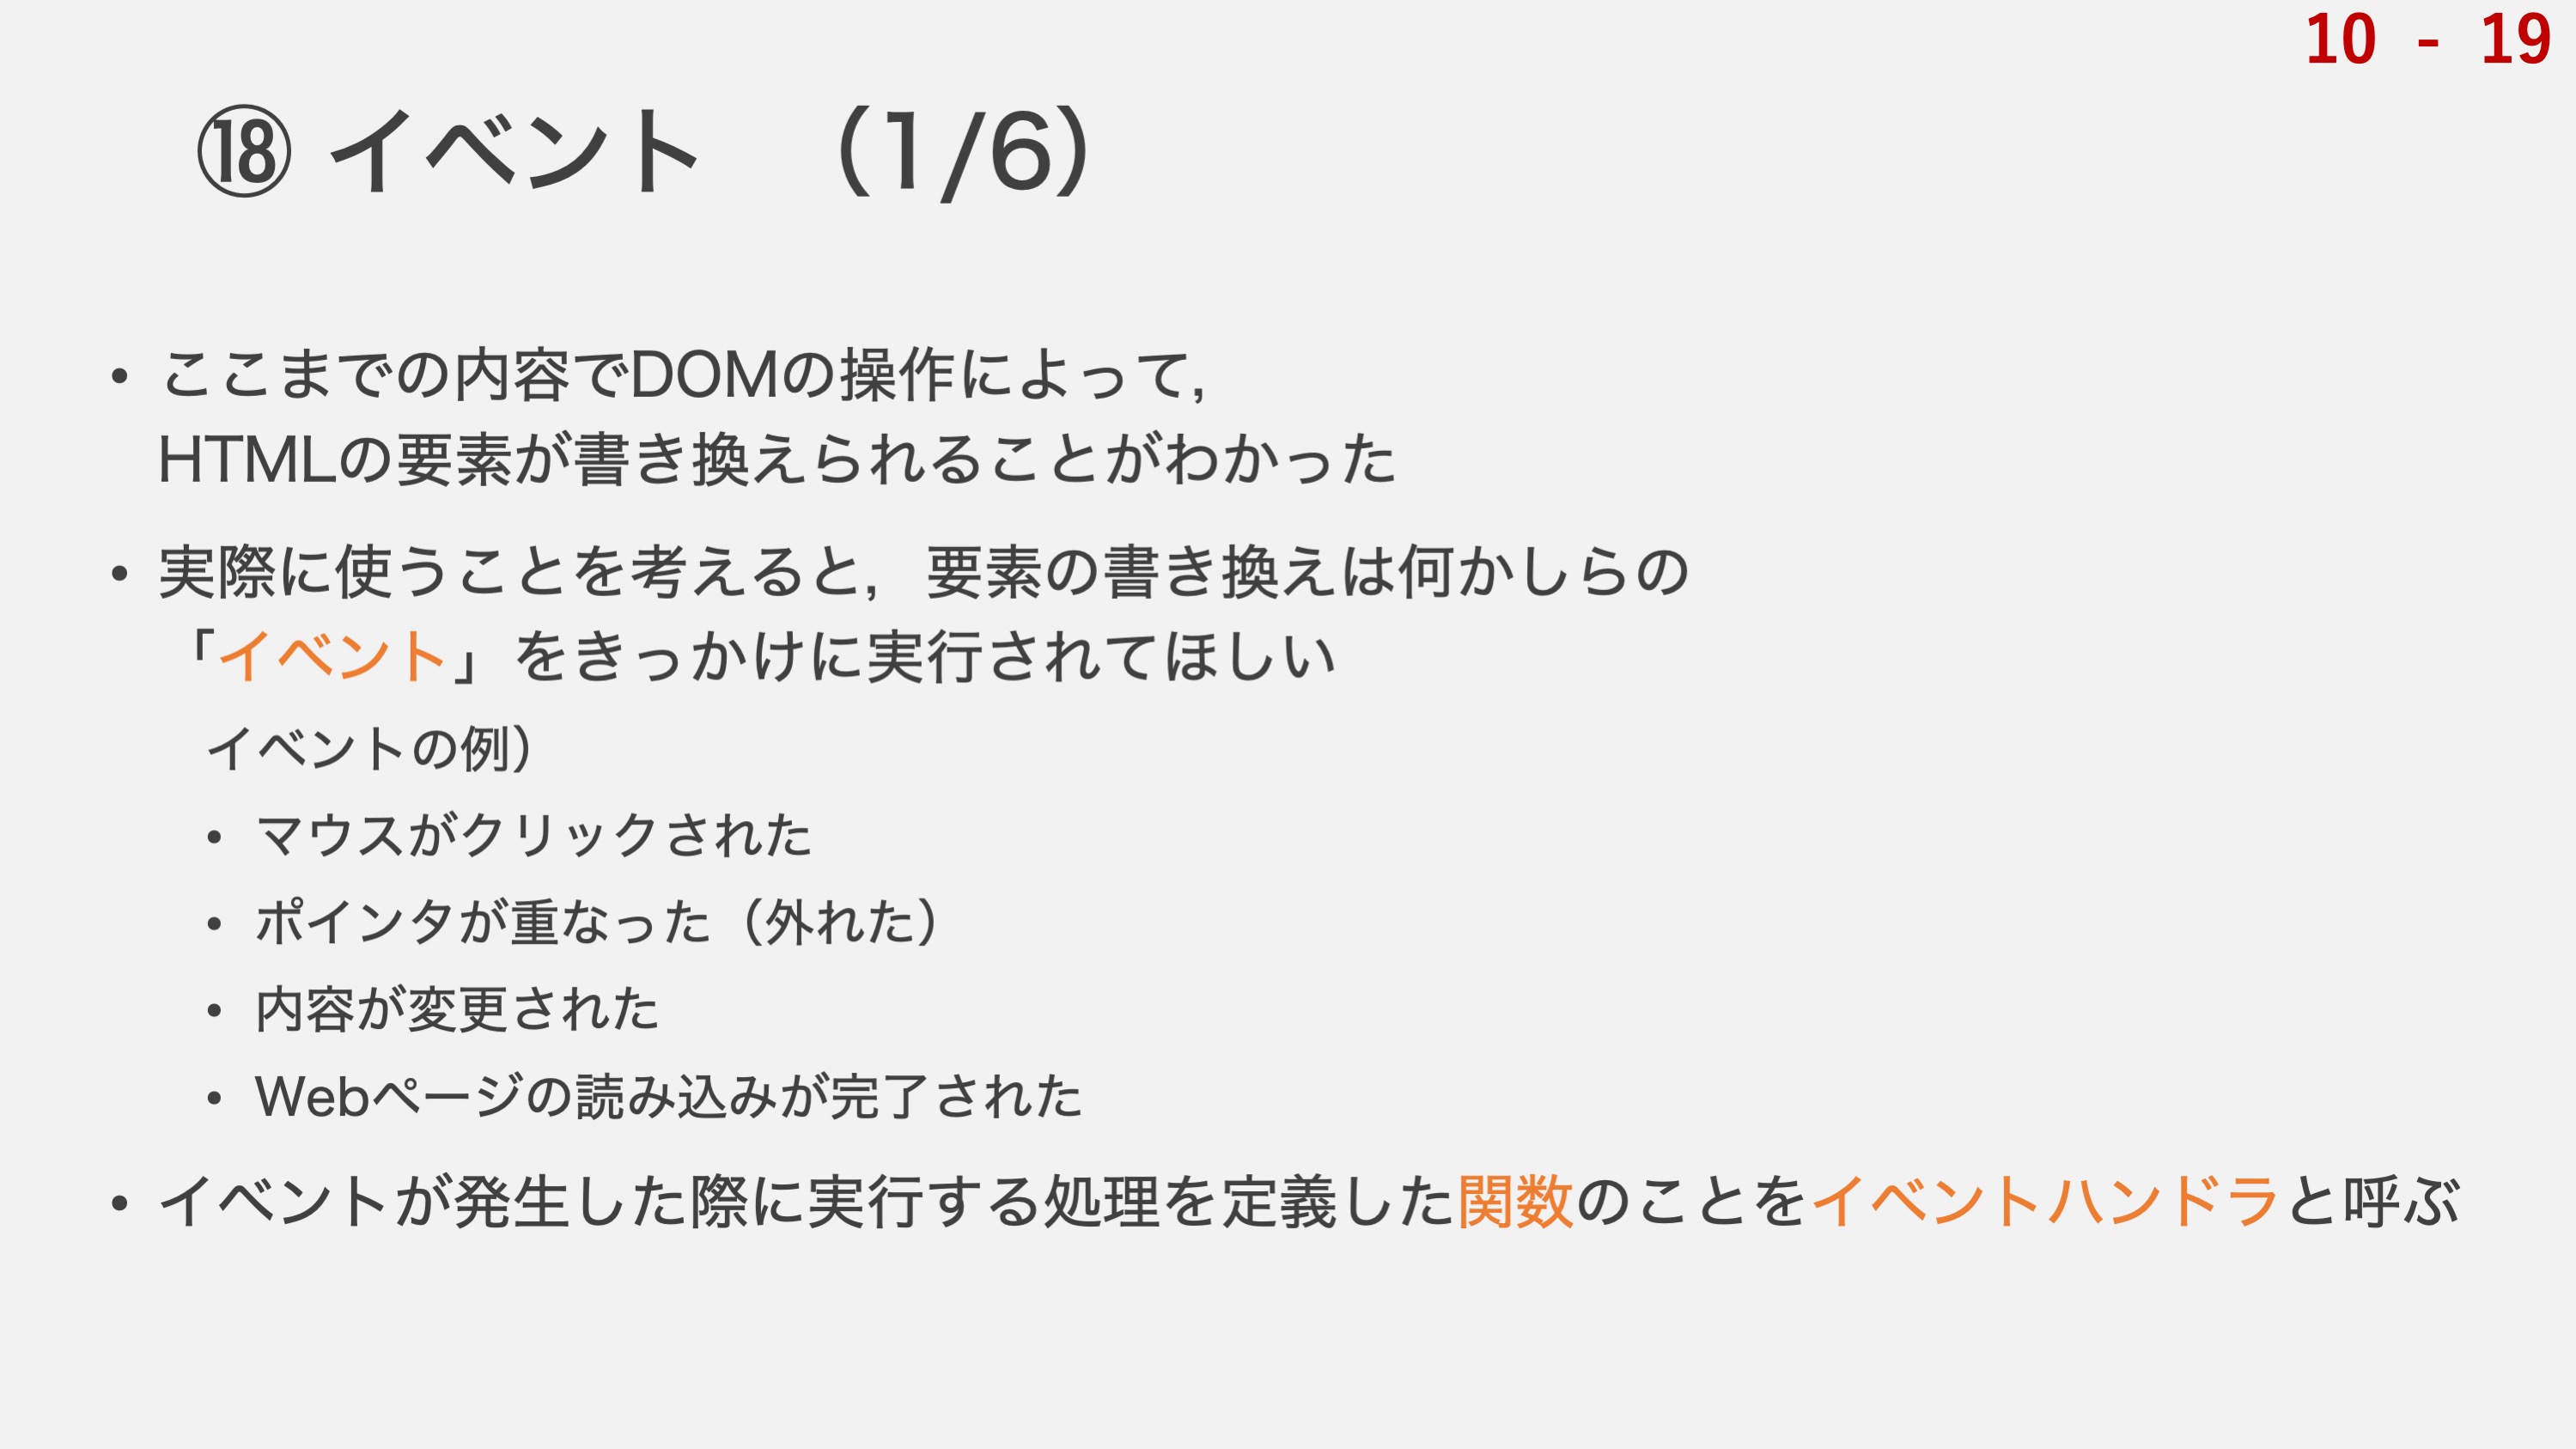 10 - 19
⑱ イベント　（1/6）
• ここまでの内容でDOMの操作によって，
HTMLの要素が書き換えられることがわかった
• 実際に使うことを考えると，要素の書き換えは何かしらの
「イベント」をきっかけに実行されてほしい
イベントの例）
• マウスがクリックされた
• ポインタが重なった（外れた）
• 内容が変更された
• Webページの読み込みが完了された
• イベントが発生した際に実行する処理を定義した関数のことをイベントハンドラと呼ぶ